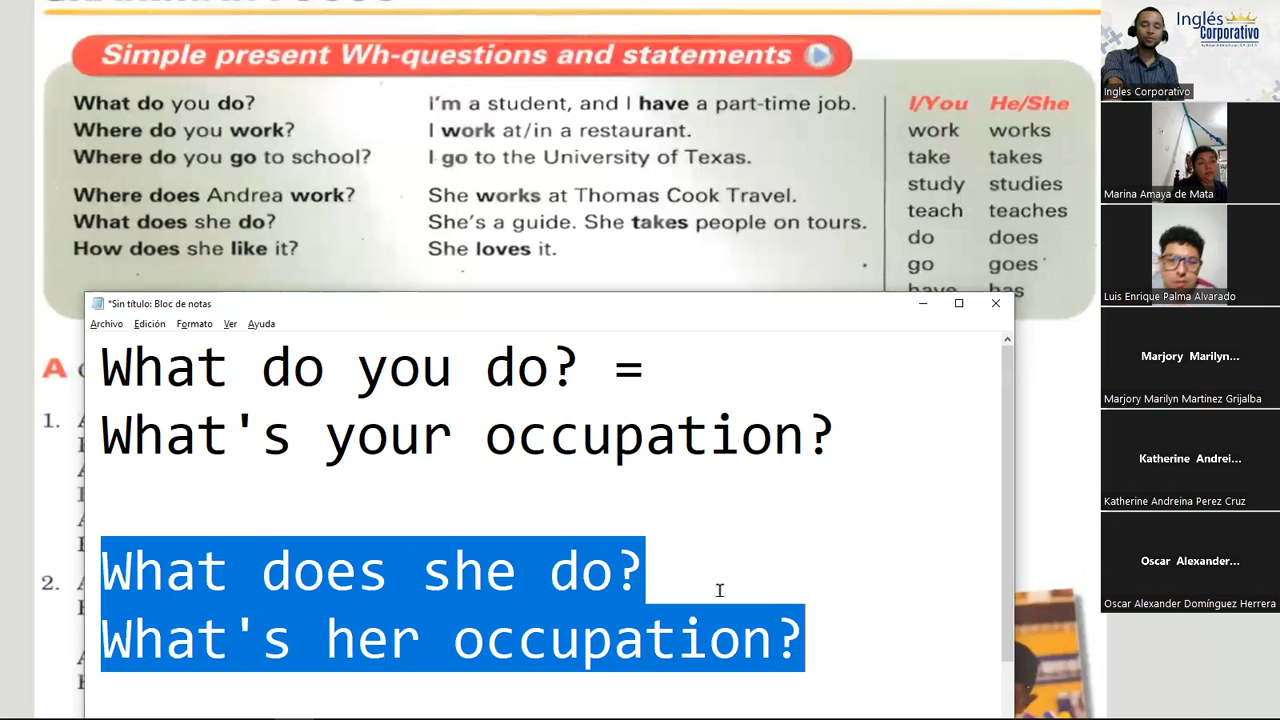 Simple present Wh-questions and statements
What do you do?
Where do you work?
Where do you go to school?
Where does Andrea work?
What does she do?
How does she like it?
I'm a student, and I have a part-time job.
I work at/in a restaurant.
I go to the University of Texas.
She works at Thomas Cook Travel.
She's a guide. She takes people on tours.
She loves it.
I/You He/She
work works
take takes
study studies
teach teaches
do does
go goes
have has
A
1.
2.
*Sin título: Bloc de notas
Archivo Edición Formato Ver Ayuda
What do you do? =
What's your occupation?
What does she do?
What's her occupation?
Inglés
Corporativo
Ingles Corporativo
Marina Amaya de Mata
Luis Enrique Palma Alvarado
Marjory Marilyn...
Marjory Marilyn Martinez Grijalba
Katherine Andrei...
Katherine Andreina Perez Cruz
Oscar Alexander...
Oscar Alexander Domínguez Herrera